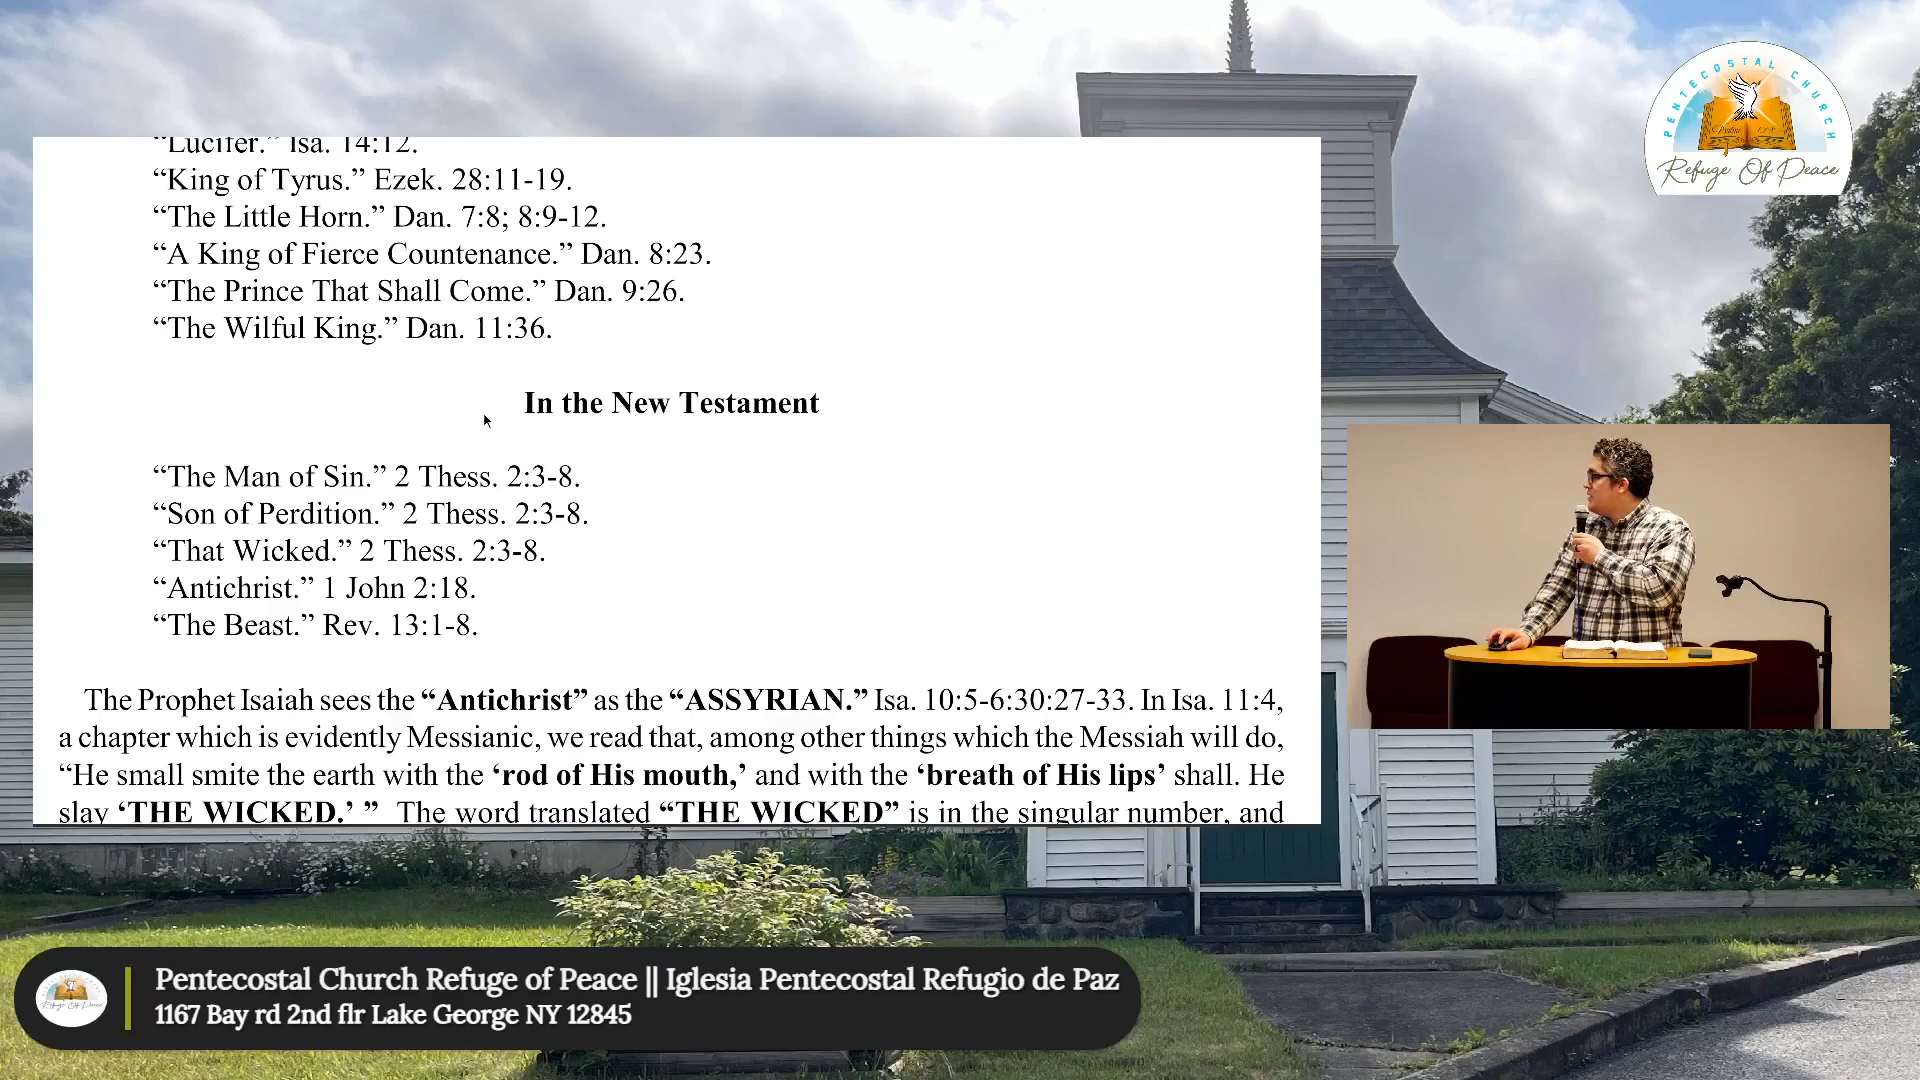 “Lucifer.” Isa. 14:12.
“King of Tyrus.” Ezek. 28:11-19.
“The Little Horn.” Dan. 7:8; 8:9-12.
“A King of Fierce Countenance.” Dan. 8:23.
“The Prince That Shall Come.” Dan. 9:26.
“The Wilful King.” Dan. 11:36.
In the New Testament
“The Man of Sin.” 2 Thess. 2:3-8.
“Son of Perdition.” 2 Thess. 2:3-8.
“That Wicked.” 2 Thess. 2:3-8.
“Antichrist.” 1 John 2:18.
“The Beast.” Rev. 13:1-8.
The Prophet Isaiah sees the “Antichrist” as the “ASSYRIAN.” Isa. 10:5-6:30:27-33. In Isa. 11:4,
a chapter which is evidently Messianic, we read that, among other things which the Messiah will do,
“He small smite the earth with the ‘rod of His mouth,’ and with the ‘breath of His lips’ shall. He
slay ‘THE WICKED.’ ” The word translated “THE WICKED” is in the singular number, and
PENTECOSTAL CHURCH
Refuge Of Peace
Pentecostal Church Refuge of Peace || Iglesia Pentecostal Refugio de Paz
1167 Bay rd 2nd flr Lake George NY 12845